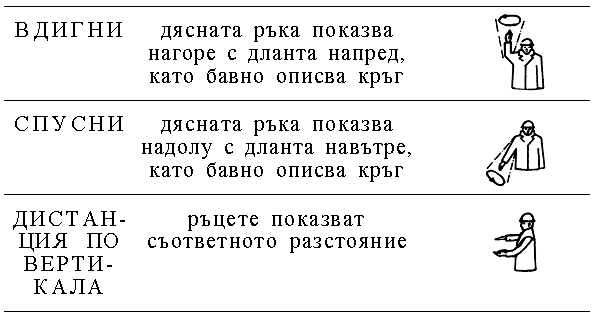 ВДИГНИ дясната ръка показва
нагоре с дланта напред,
като бавно описва кръг
СПУСНИ дясната ръка показва
надолу с дланта навътре,
като бавно описва кръг
ДИСТАН- ръцете показват
ЦИЯ ПО съответното разстояние
ВЕРТИ-
КАЛА